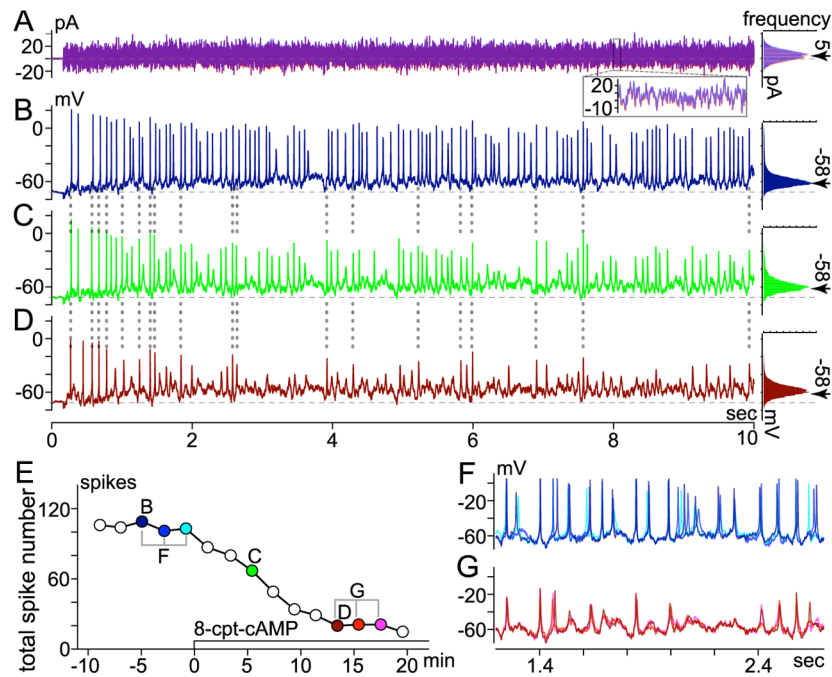 A
pA
frequency
20
-20
5
pA
20
-10
B
mV
0
-60
-58
C
0
-60
-58
D
0
-60
-58
sec
mV
0 2 4 6 8 10
E
spikes
120
60
0
total spike number
B
F
C
G
D
8-cpt-cAMP
-10 -5 0 5 10 15 20 min
F
mV
-20
-60
G
-20
-60
1.4 2.4
sec